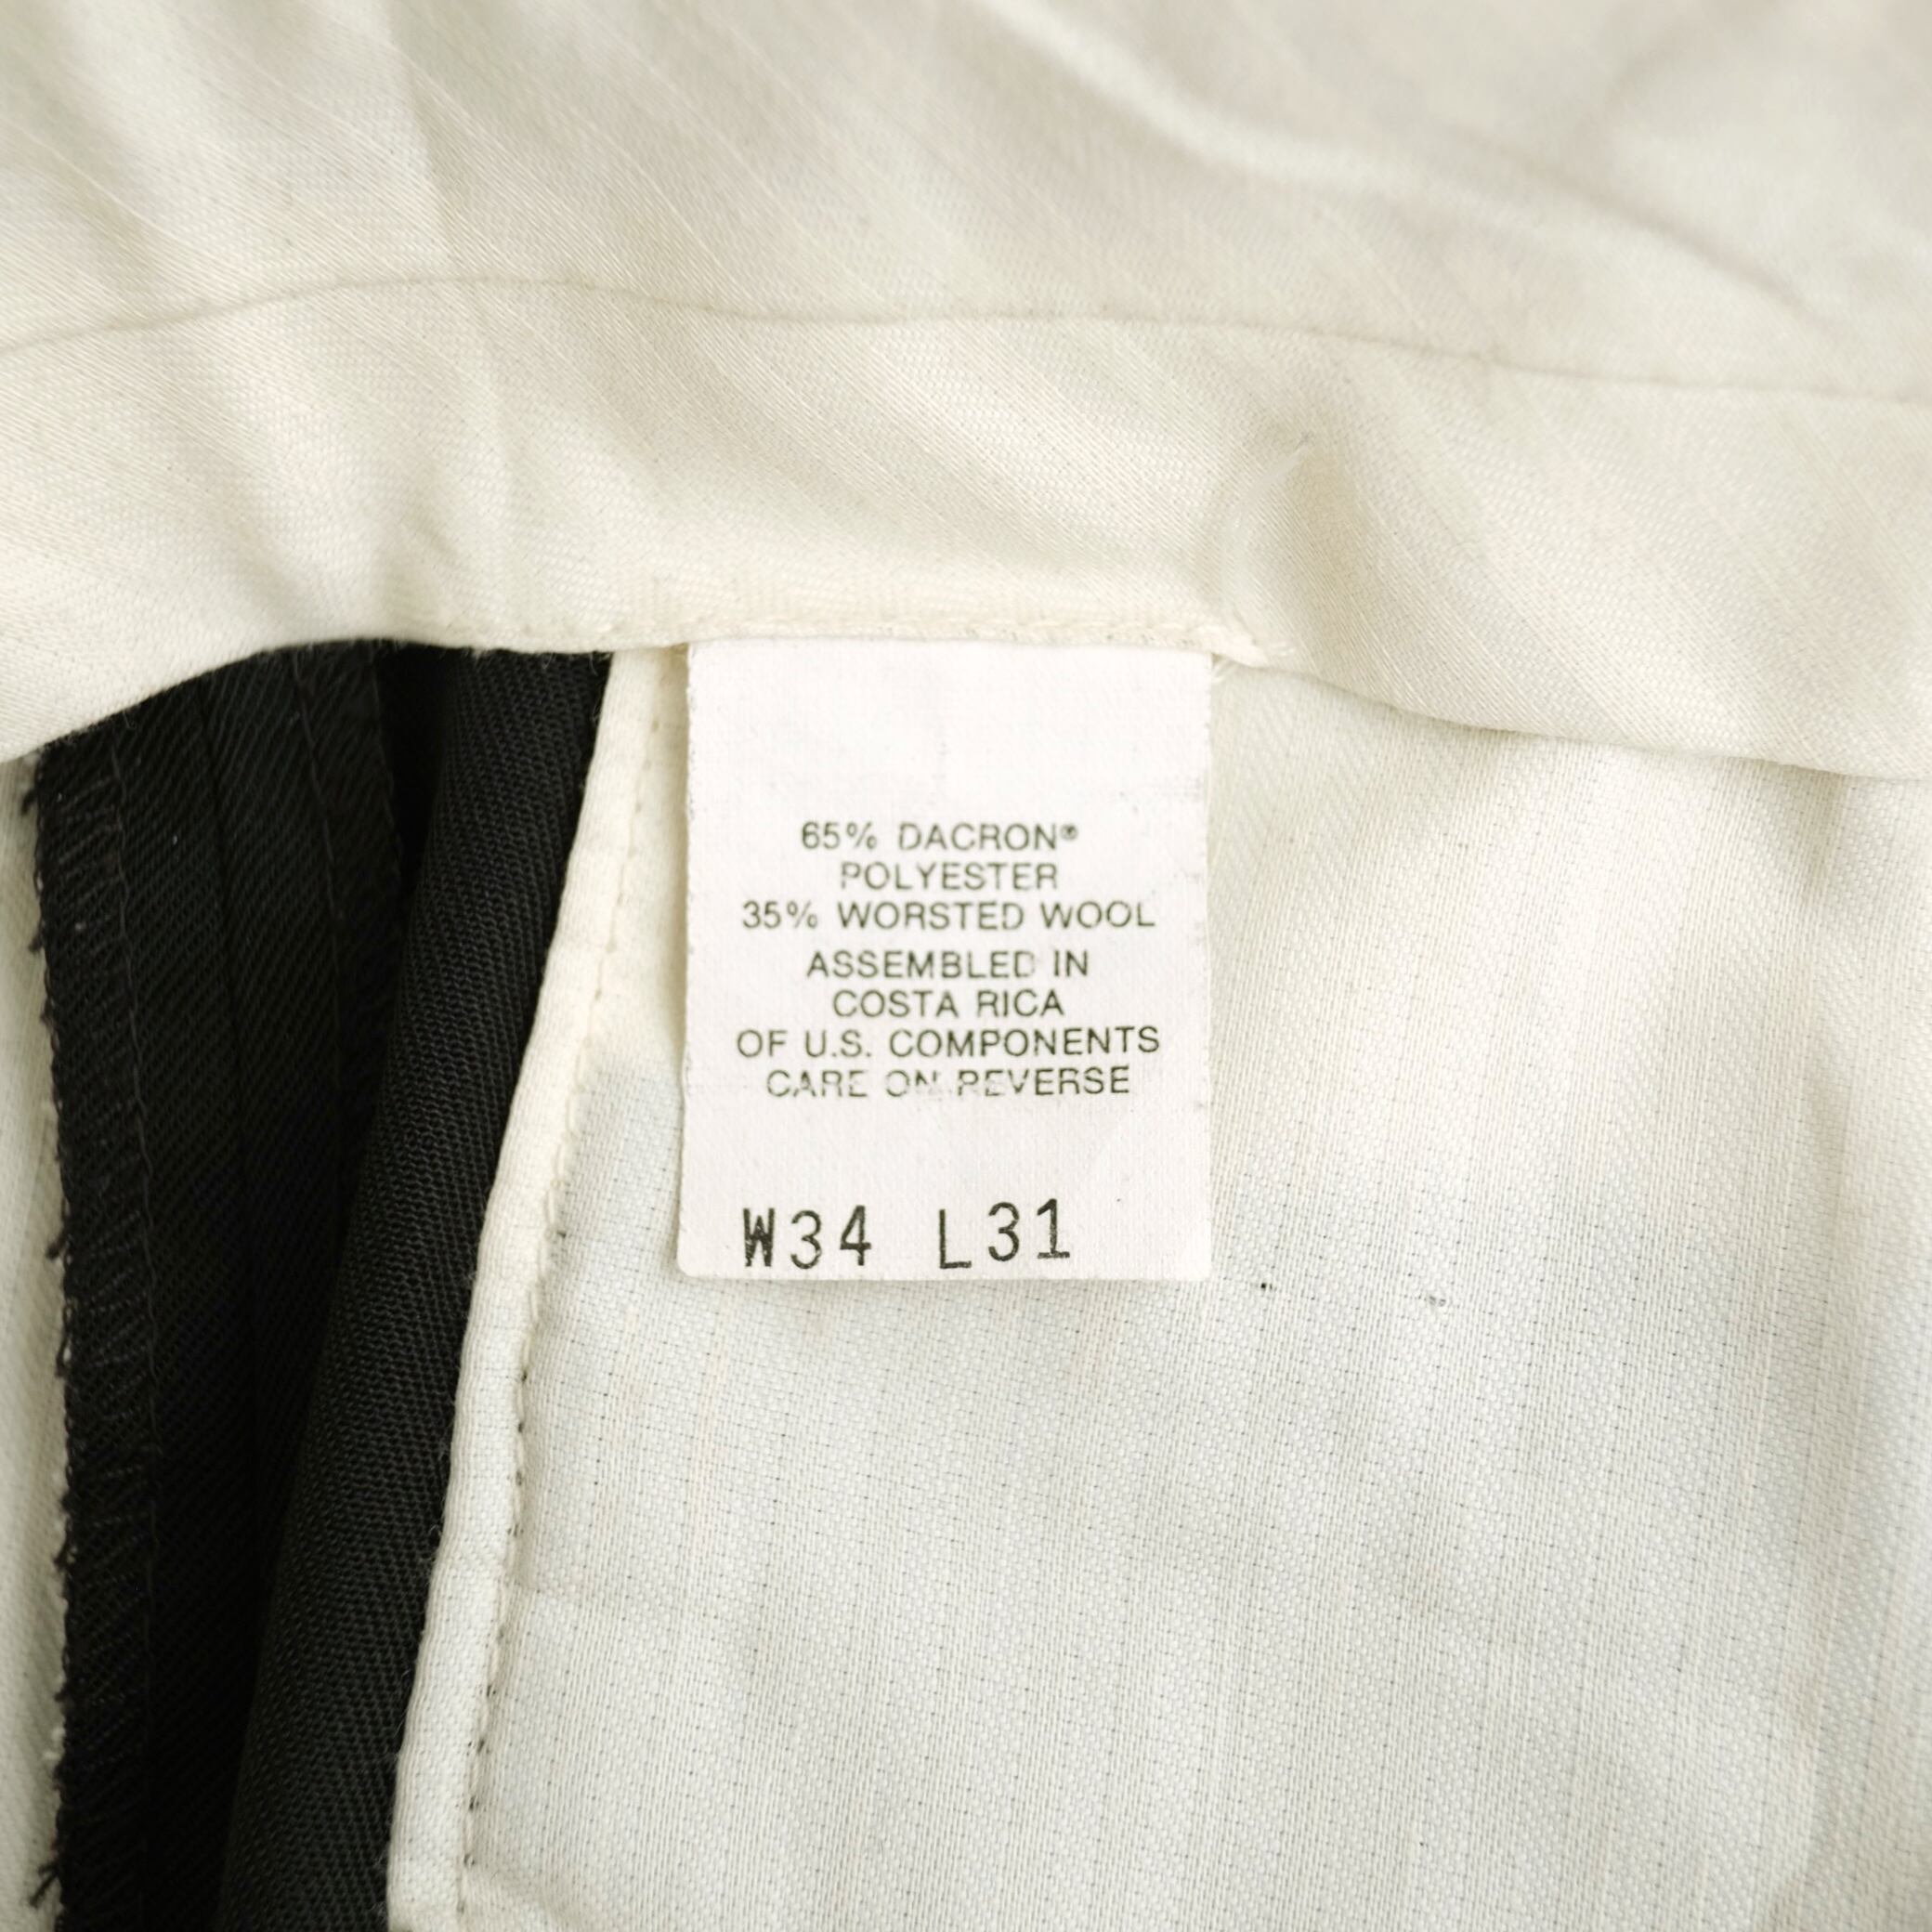 65% DACRON®
POLYESTER
35% WORSTED WOOL
ASSEMBLED IN
COSTA RICA
OF U.S. COMPONENTS
CARE ON REVERSE
W34 L31